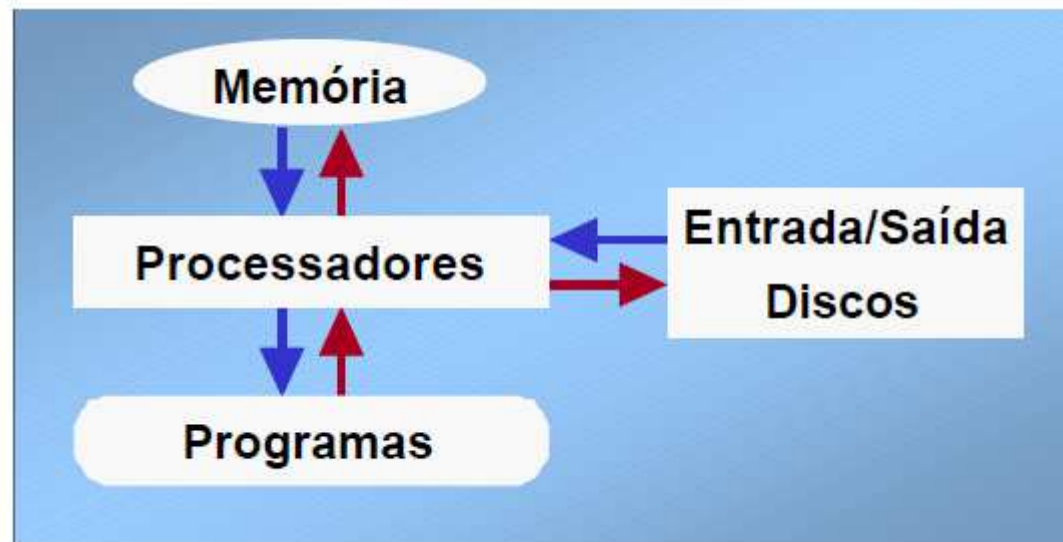 Memória
Processadores
Entrada/Saída
Discos
Programas